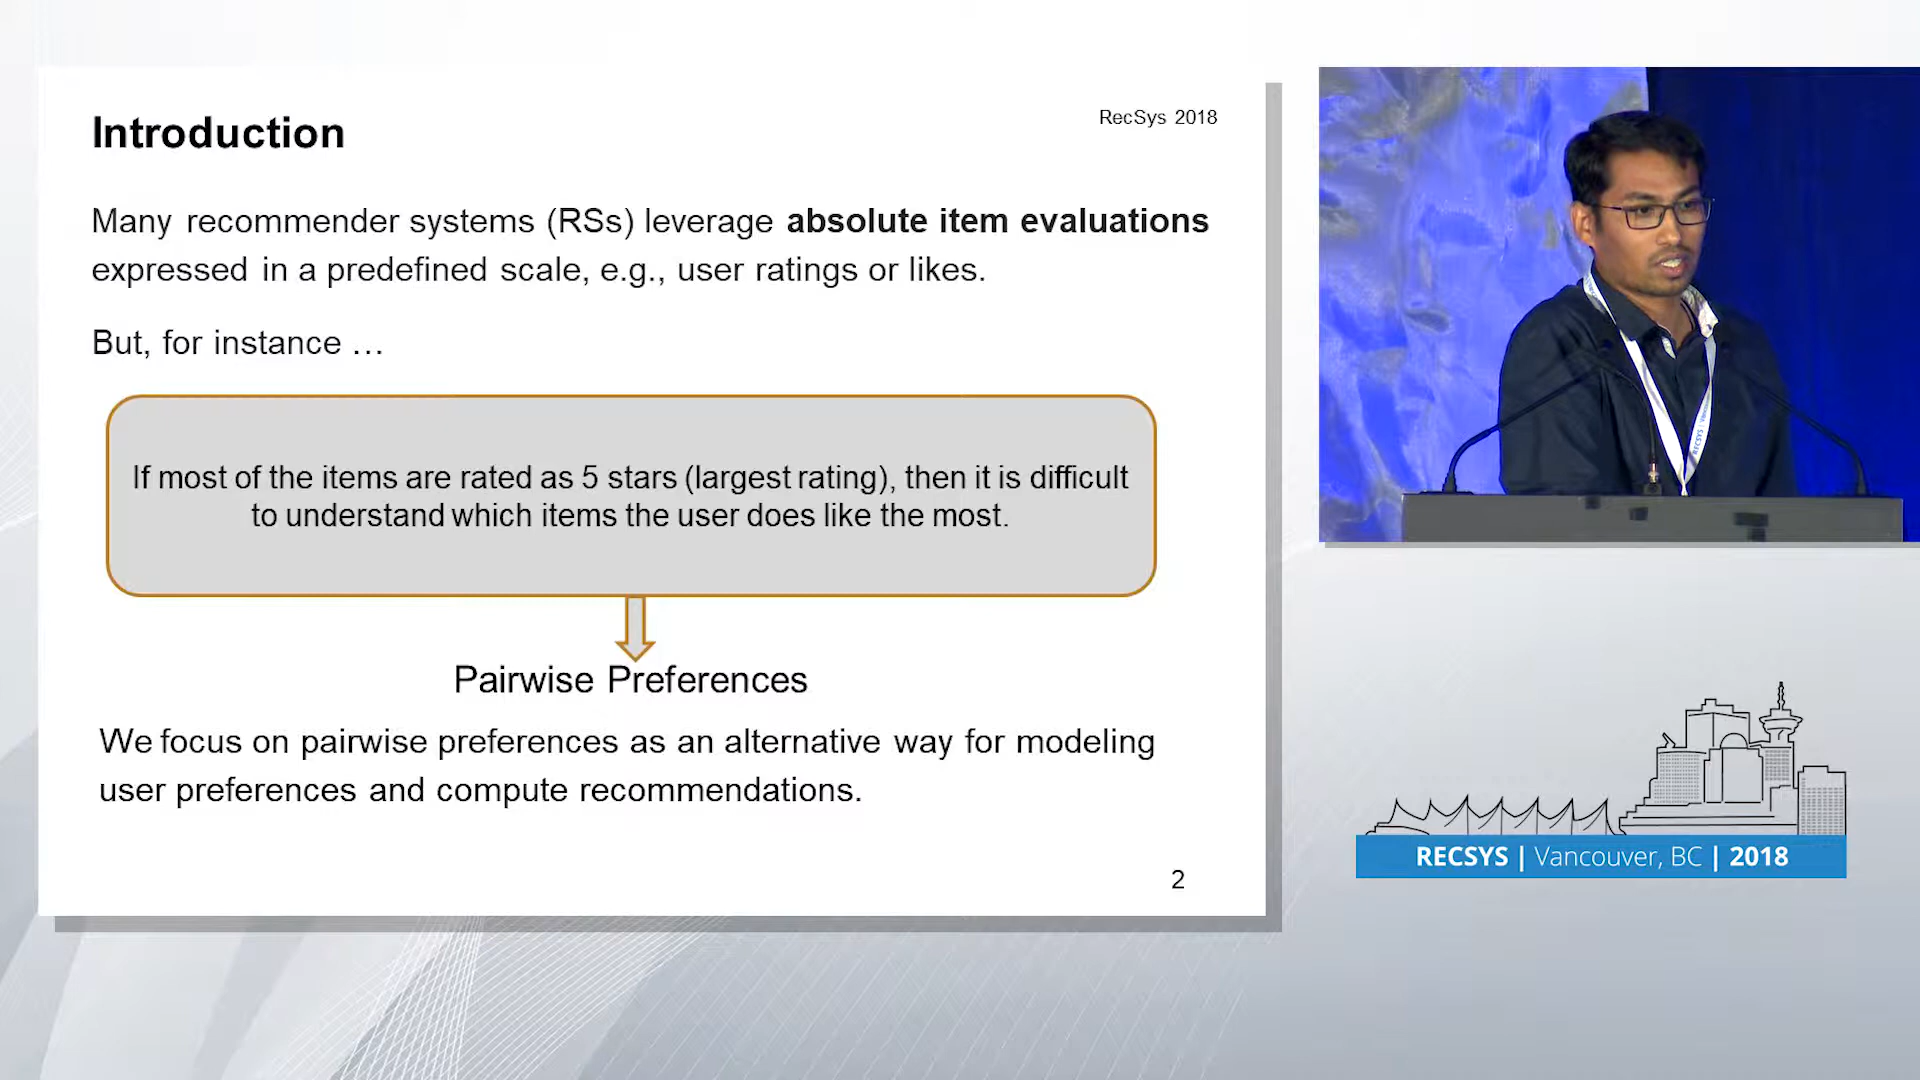 Introduction
RecSys 2018
Many recommender systems (RSs) leverage absolute item evaluations
expressed in a predefined scale, e.g., user ratings or likes.
But, for instance …
If most of the items are rated as 5 stars (largest rating), then it is difficult
to understand which items the user does like the most.
Pairwise Preferences
We focus on pairwise preferences as an alternative way for modeling
user preferences and compute recommendations.
2
RECSYS | Vancouver, BC | 2018